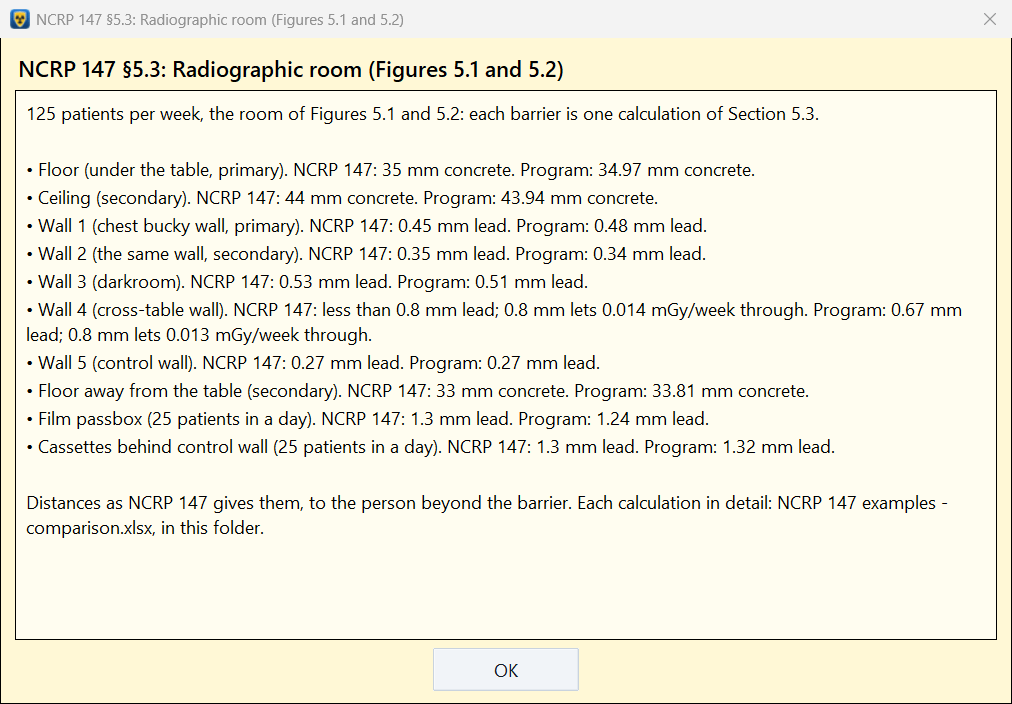 NCRP 147 §5.3: Radiographic room (Figures 5.1 and 5.2)
NCRP 147 §5.3: Radiographic room (Figures 5.1 and 5.2)
125 patients per week, the room of Figures 5.1 and 5.2: each barrier is one calculation of Section 5.3.
• Floor (under the table, primary). NCRP 147: 35 mm concrete. Program: 34.97 mm concrete.
• Ceiling (secondary). NCRP 147: 44 mm concrete. Program: 43.94 mm concrete.
• Wall 1 (chest bucky wall, primary). NCRP 147: 0.45 mm lead. Program: 0.48 mm lead.
• Wall 2 (the same wall, secondary). NCRP 147: 0.35 mm lead. Program: 0.34 mm lead.
• Wall 3 (darkroom). NCRP 147: 0.53 mm lead. Program: 0.51 mm lead.
• Wall 4 (cross-table wall). NCRP 147: less than 0.8 mm lead; 0.8 mm lets 0.014 mGy/week through. Program: 0.67 mm
lead; 0.8 mm lets 0.013 mGy/week through.
• Wall 5 (control wall). NCRP 147: 0.27 mm lead. Program: 0.27 mm lead.
• Floor away from the table (secondary). NCRP 147: 33 mm concrete. Program: 33.81 mm concrete.
• Film passbox (25 patients in a day). NCRP 147: 1.3 mm lead. Program: 1.24 mm lead.
• Cassettes behind control wall (25 patients in a day). NCRP 147: 1.3 mm lead. Program: 1.32 mm lead.
Distances as NCRP 147 gives them, to the person beyond the barrier. Each calculation in detail: NCRP 147 examples -
comparison.xlsx, in this folder.
OK